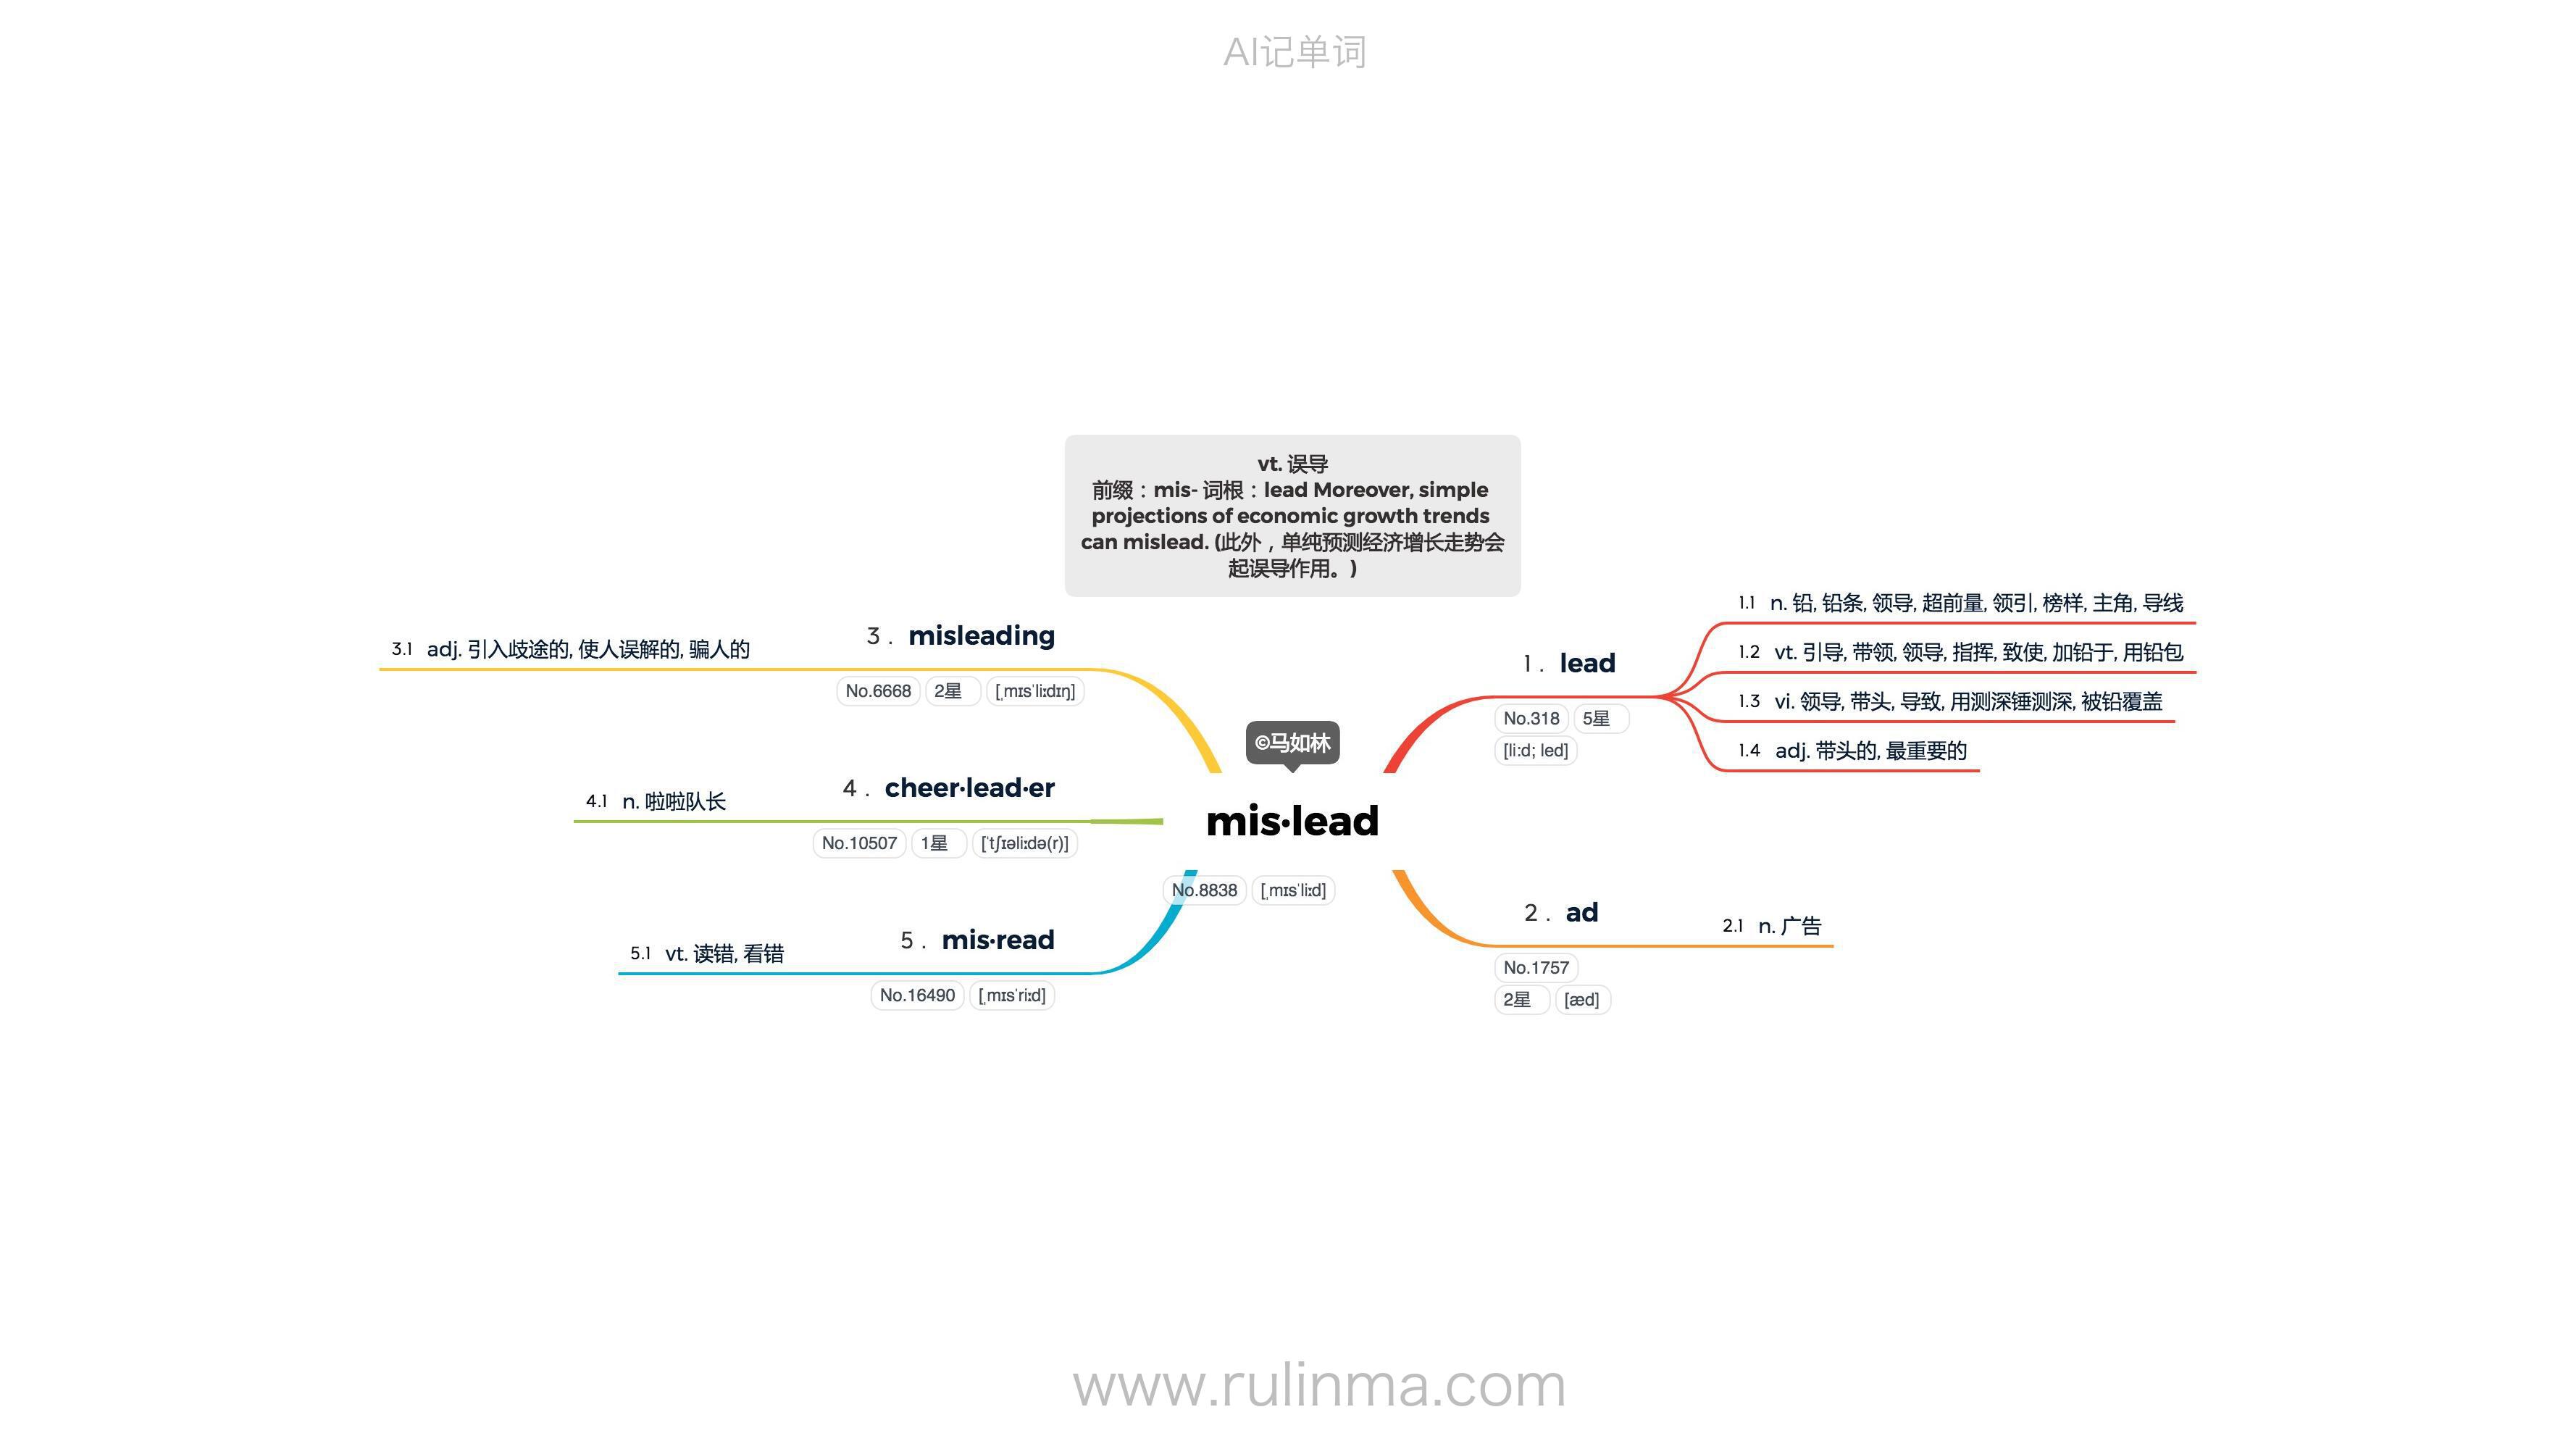 AI记单词
vt. 误导
前缀：mis- 词根：lead Moreover, simple
projections of economic growth trends
can mislead. (此外，单纯预测经济增长走势会
起误导作用。)
©马如林
mis·lead
No.8838 [ˌmɪsˈliːd]
1. lead
No.318 5星
[liːd; led]
1.1 n. 铅, 铅条, 领导, 超前量, 领引, 榜样, 主角, 导线
1.2 vt. 引导, 带领, 领导, 指挥, 致使, 加铅于, 用铅包
1.3 vi. 领导, 带头, 导致, 用测深锤测深, 被铅覆盖
1.4 adj. 带头的, 最重要的
2. ad
No.1757
2星 [æd]
2.1 n. 广告
3. misleading
No.6668 2星 [ˌmɪsˈliːdɪŋ]
3.1 adj. 引入歧途的, 使人误解的, 骗人的
4. cheer·lead·er
No.10507 1星 [ˈtʃɪəliːdə(r)]
4.1 n. 啦啦队长
5. mis·read
No.16490 [ˌmɪsˈriːd]
5.1 vt. 读错, 看错
www.rulinma.com